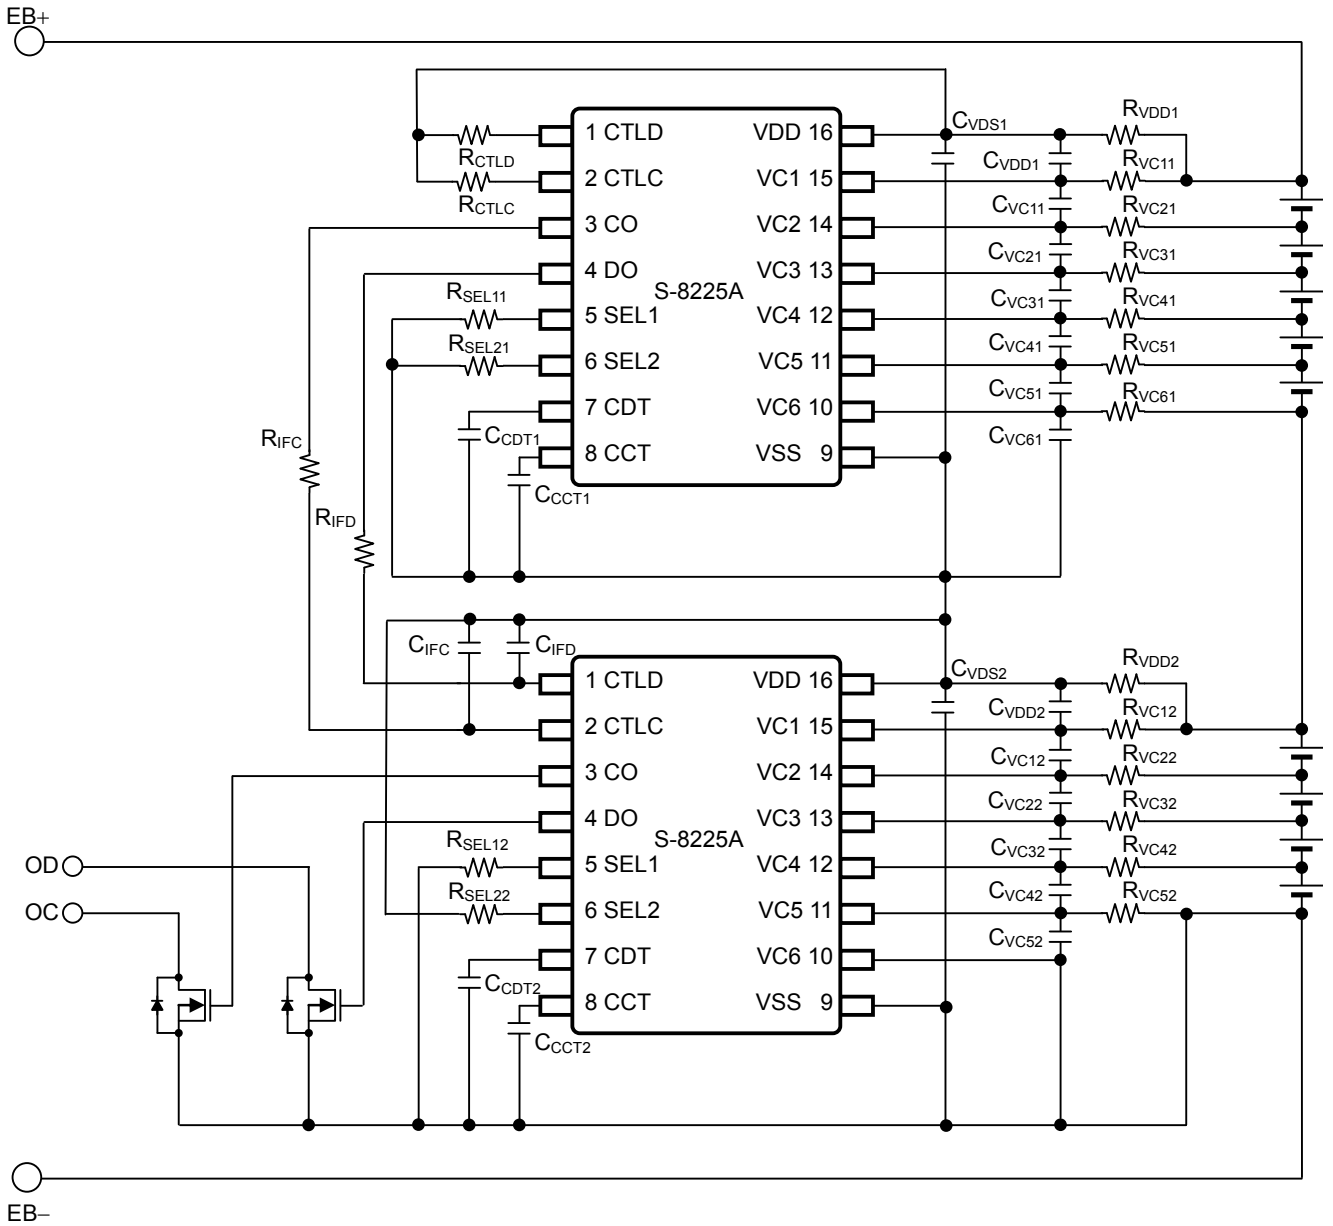 EB+
1 CTLD
VDD 16
CVDS1
RVDD1
RCTLD
CVDD1
RVC11
2 CTLC
VC1 15
RCTLC
CVC11
RVC21
3 CO
VC2 14
CVC21
RVC31
4 DO
VC3 13
S-8225A
RSEL11
CVC31
RVC41
5 SEL1
VC4 12
RSEL21
CVC41
RVC51
6 SEL2
VC5 11
CVC51
RVC61
7 CDT
VC6 10
RIFC
CCDT1
CVC61
8 CCT
VSS 9
CCCT1
RIFD
CIFC
CIFD
1 CTLD
VDD 16
CVDS2
RVDD2
CVDD2
RVC12
2 CTLC
VC1 15
CVC12
RVC22
3 CO
VC2 14
CVC22
RVC32
4 DO
VC3 13
S-8225A
RSEL12
CVC32
RVC42
OD
5 SEL1
VC4 12
RSEL22
CVC42
RVC52
OC
6 SEL2
VC5 11
CVC52
7 CDT
VC6 10
CCDT2
8 CCT
VSS 9
CCCT2
EB−